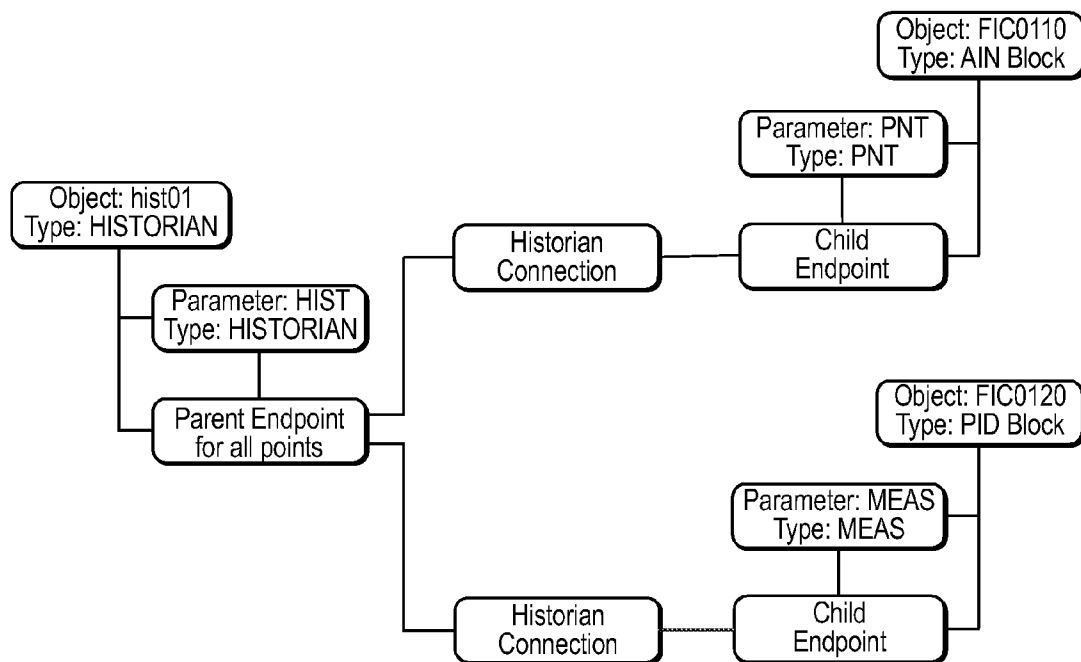 Object: FIC0110
Type: AIN Block
Parameter: PNT
Type: PNT
Object: hist01
Type: HISTORIAN
Historian
Connection
Child
Endpoint
Parameter: HIST
Type: HISTORIAN
Parent Endpoint
for all points
Object: FIC0120
Type: PID Block
Parameter: MEAS
Type: MEAS
Historian
Connection
Child
Endpoint